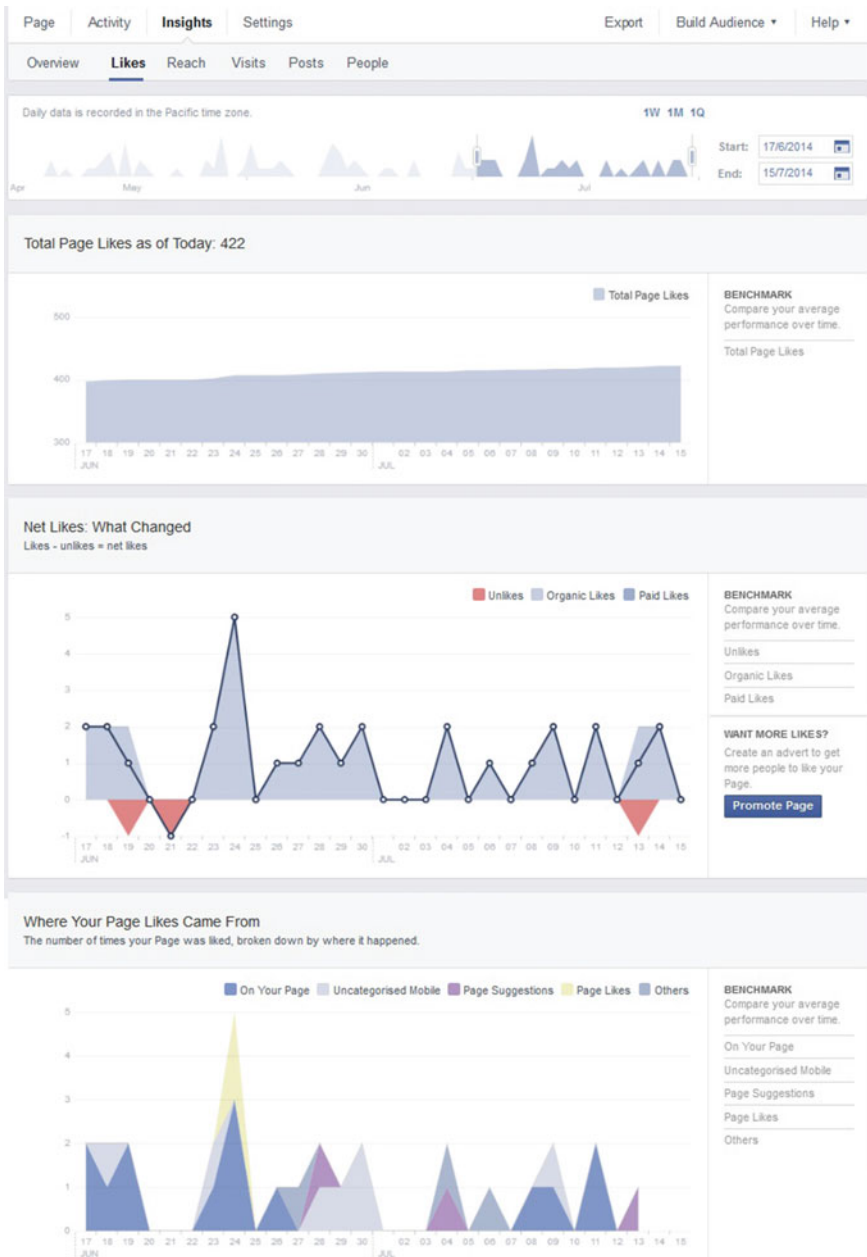 Page Activity Insights Settings Export Build Audience Help
Overview Likes Reach Visits Posts People
Daily data is recorded in the Pacific time zone.
1W 1M 1Q
Start: 17/6/2014
End: 15/7/2014
Apr May Jun Jul
Total Page Likes as of Today: 422
Total Page Likes
500
400
300
17 18 19 20 21 22 23 24 25 26 27 28 29 30 02 03 04 05 06 07 08 09 10 11 12 13 14 15
JUN JUL
BENCHMARK
Compare your average
performance over time.
Total Page Likes
Net Likes: What Changed
Likes - unlikes = net likes
Unlikes Organic Likes Paid Likes
5
4
3
2
1
0
-1
17 18 19 20 21 22 23 24 25 26 27 28 29 30 02 03 04 05 06 07 08 09 10 11 12 13 14 15
JUN JUL
BENCHMARK
Compare your average
performance over time.
Unlikes
Organic Likes
Paid Likes
WANT MORE LIKES?
Create an advert to get
more people to like your
Page.
Promote Page
Where Your Page Likes Came From
The number of times your Page was liked, broken down by where it happened.
On Your Page Uncategorised Mobile Page Suggestions Page Likes Others
5
4
3
2
1
0
17 18 19 20 21 22 23 24 25 26 27 28 29 30 02 03 04 05 06 07 08 09 10 11 12 13 14 15
JUN JUL
BENCHMARK
Compare your average
performance over time.
On Your Page
Uncategorised Mobile
Page Suggestions
Page Likes
Others